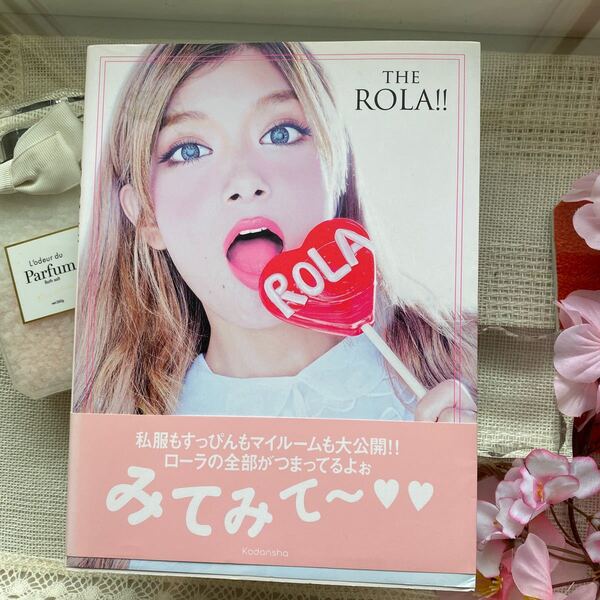 THE
ROLA!!
ROLA
L'odeur du
Parfum
Bath salt
私服もすっぴんもマイルームも大公開!!
ローラの全部がつまってるよぉ
みてみて〜♥♥
Kodansha